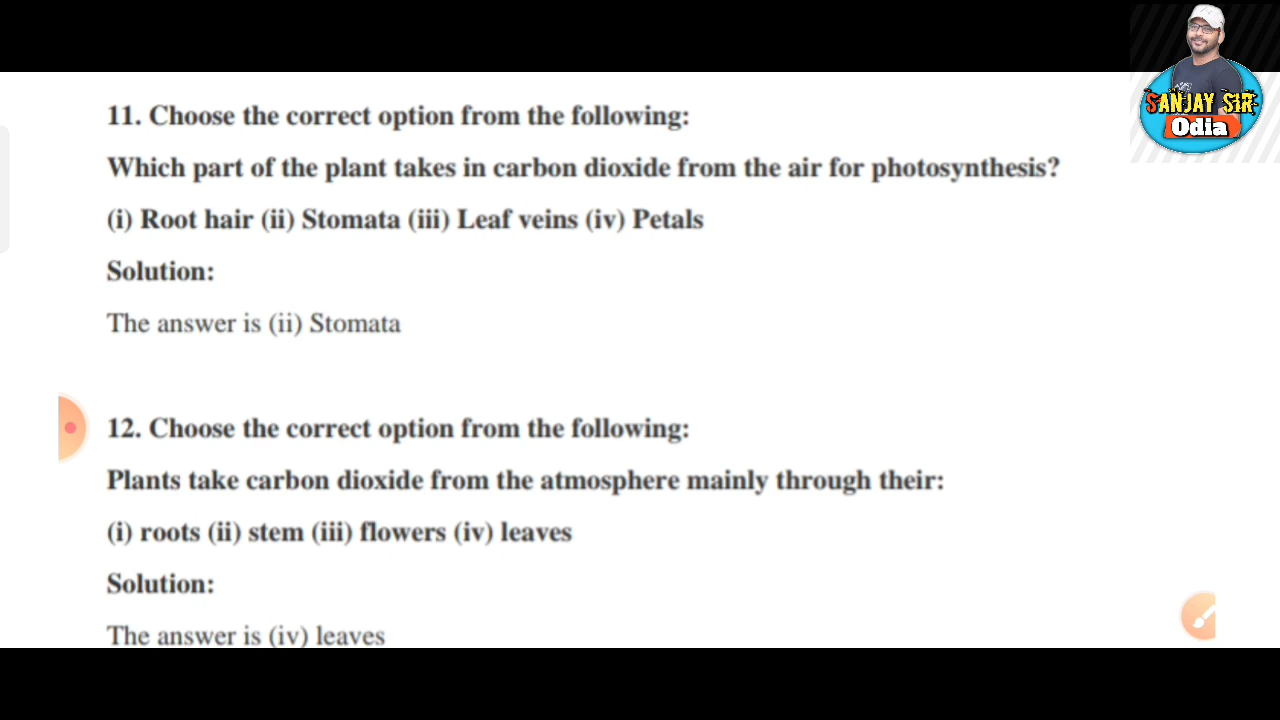 SANJAY SIR
Odia
11. Choose the correct option from the following:
Which part of the plant takes in carbon dioxide from the air for photosynthesis?
(i) Root hair (ii) Stomata (iii) Leaf veins (iv) Petals
Solution:
The answer is (ii) Stomata
12. Choose the correct option from the following:
Plants take carbon dioxide from the atmosphere mainly through their:
(i) roots (ii) stem (iii) flowers (iv) leaves
Solution:
The answer is (iv) leaves